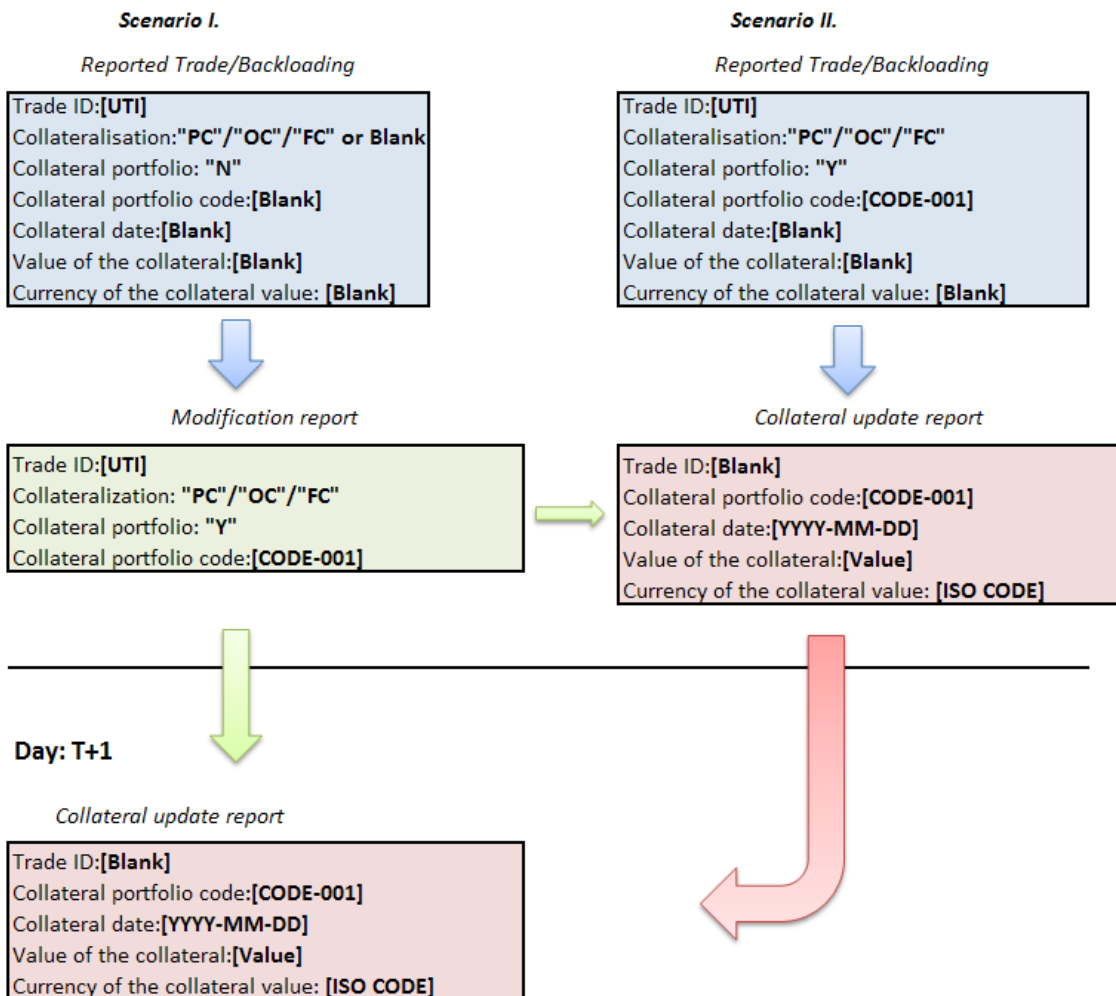 Scenario I.
Reported Trade/Backloading
Trade ID:[UTI]
Collateralisation:"PC"/"OC"/"FC" or Blank
Collateral portfolio: "N"
Collateral portfolio code:[Blank]
Collateral date:[Blank]
Value of the collateral:[Blank]
Currency of the collateral value: [Blank]
Scenario II.
Reported Trade/Backloading
Trade ID:[UTI]
Collateralisation:"PC"/"OC"/"FC"
Collateral portfolio: "Y"
Collateral portfolio code:[CODE-001]
Collateral date:[Blank]
Value of the collateral:[Blank]
Currency of the collateral value: [Blank]
Modification report
Trade ID:[UTI]
Collateralization: "PC"/"OC"/"FC"
Collateral portfolio: "Y"
Collateral portfolio code:[CODE-001]
Collateral update report
Trade ID:[Blank]
Collateral portfolio code:[CODE-001]
Collateral date:[YYYY-MM-DD]
Value of the collateral:[Value]
Currency of the collateral value: [ISO CODE]
Day: T+1
Collateral update report
Trade ID:[Blank]
Collateral portfolio code:[CODE-001]
Collateral date:[YYYY-MM-DD]
Value of the collateral:[Value]
Currency of the collateral value: [ISO CODE]